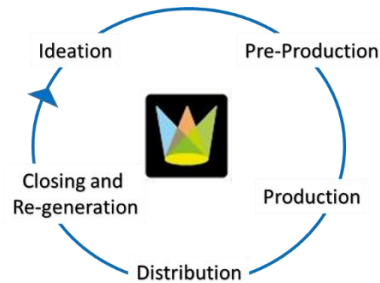 Ideation
Pre-Production
Production
Distribution
Closing and
Re-generation